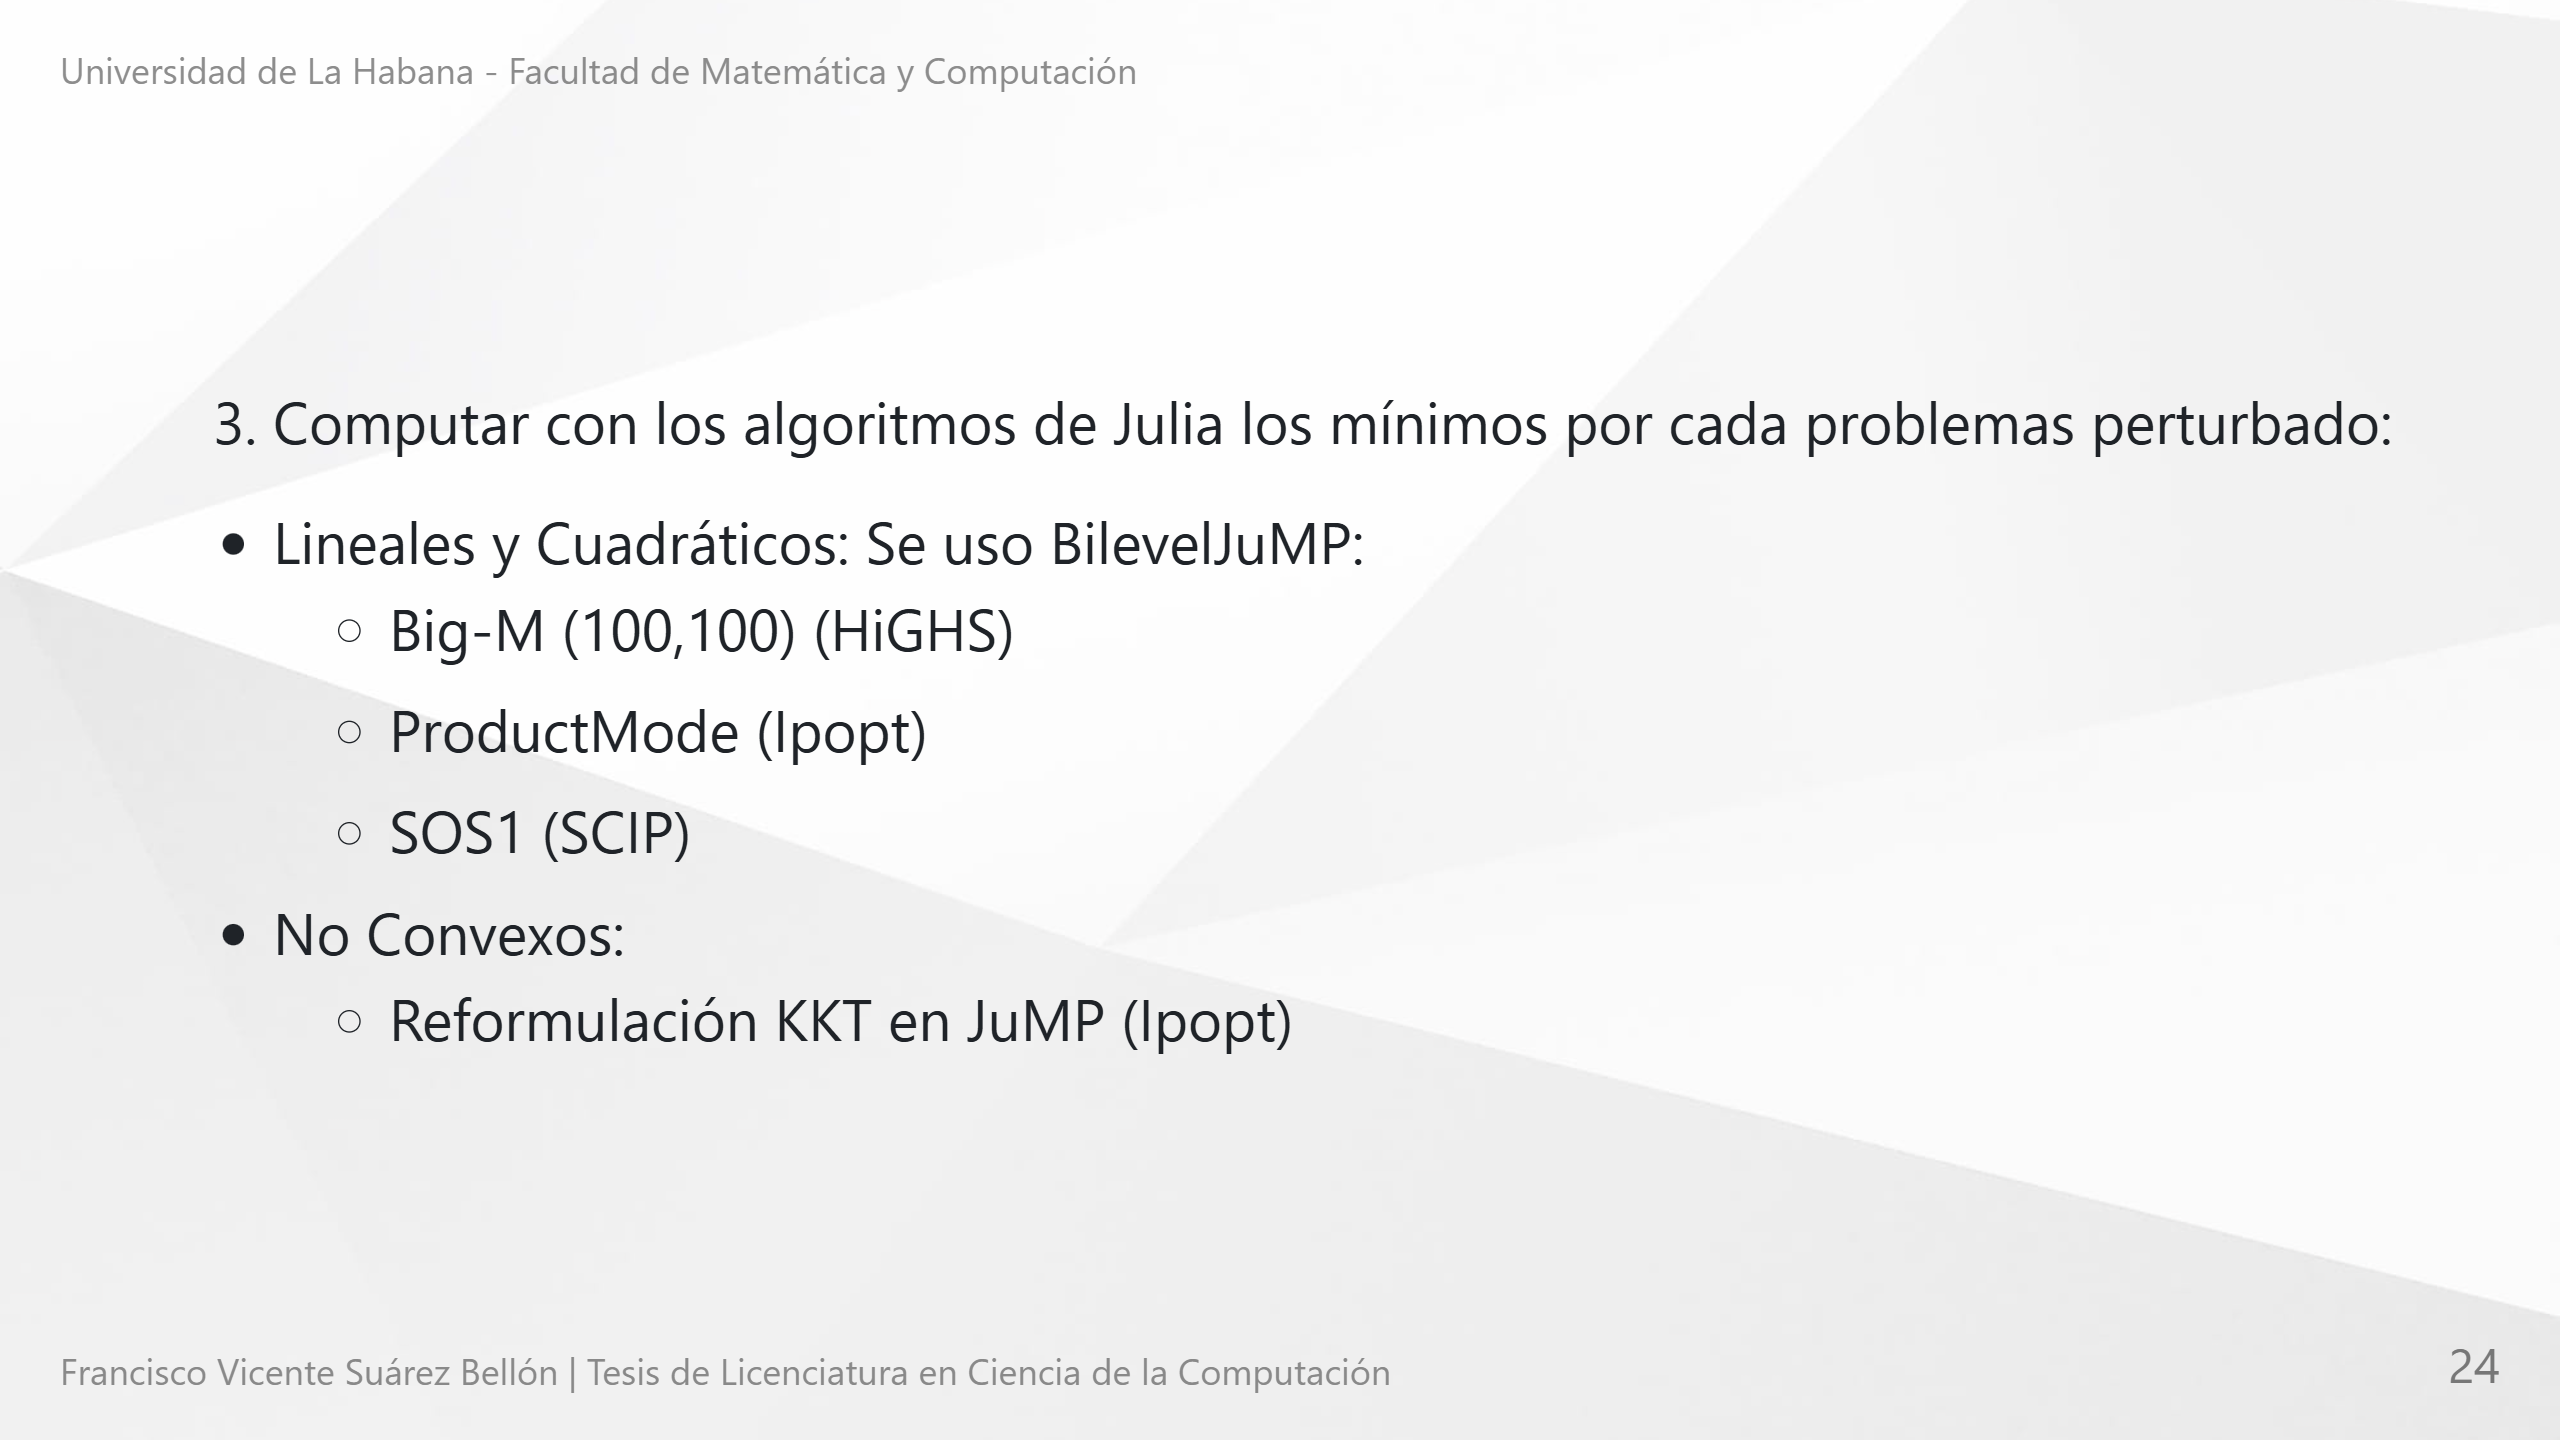 Universidad de La Habana - Facultad de Matemática y Computación
3. Computar con los algoritmos de Julia los mínimos por cada problemas perturbado:
• Lineales y Cuadráticos: Se uso BilevelJuMP:
○ Big-M (100,100) (HiGHS)
○ ProductMode (Ipopt)
○ SOS1 (SCIP)
• No Convexos:
○ Reformulación KKT en JuMP (Ipopt)
Francisco Vicente Suárez Bellón | Tesis de Licenciatura en Ciencia de la Computación
24